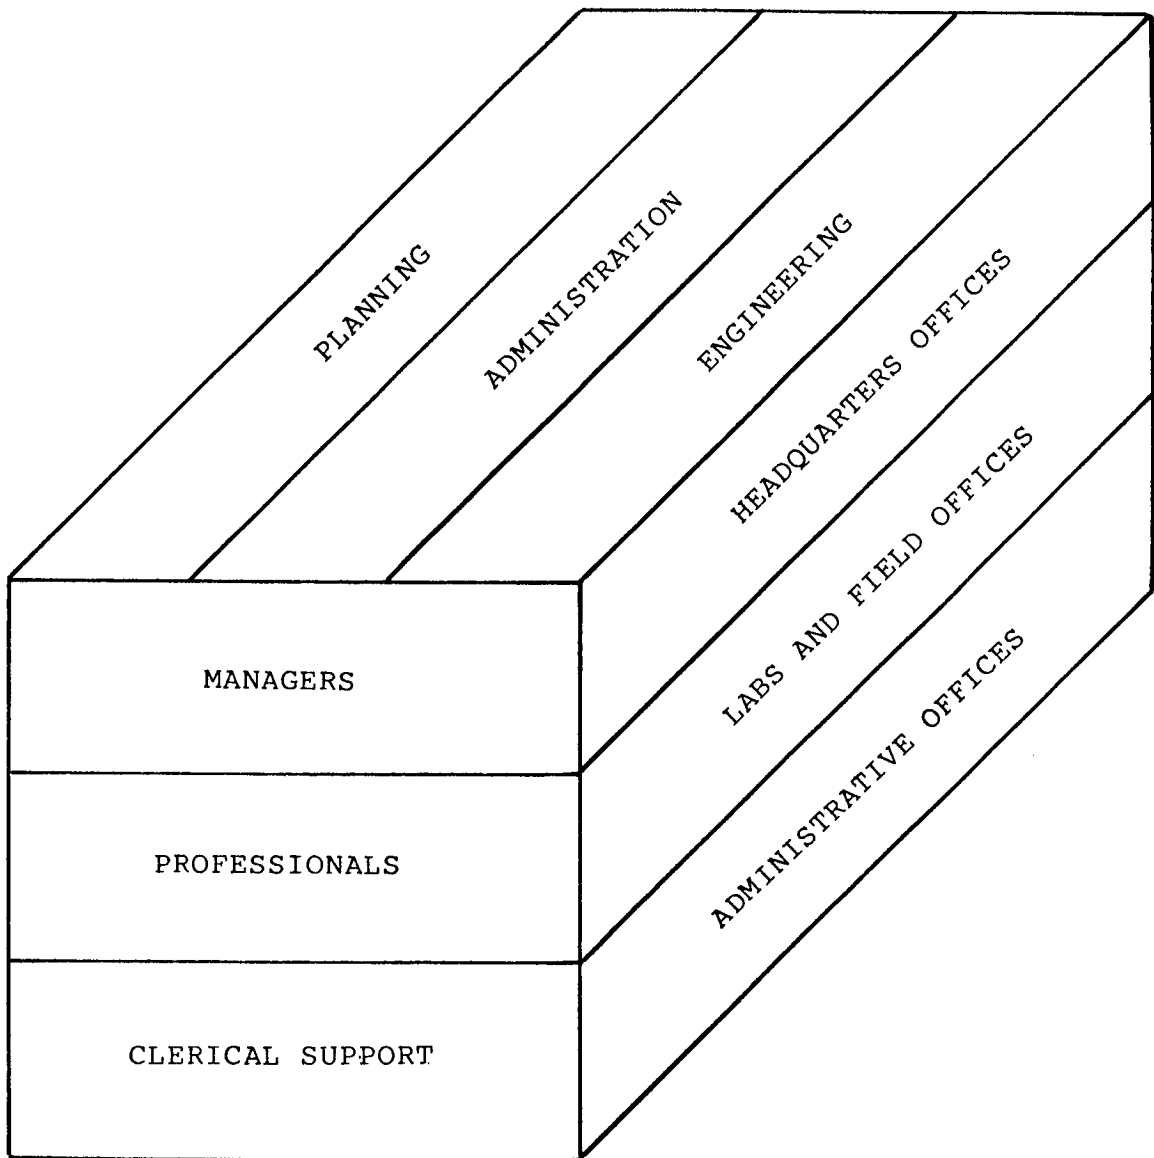 PLANNING
ADMINISTRATION
ENGINEERING
HEADQUARTERS OFFICES
LABS AND FIELD OFFICES
ADMINISTRATIVE OFFICES
MANAGERS
PROFESSIONALS
CLERICAL SUPPORT